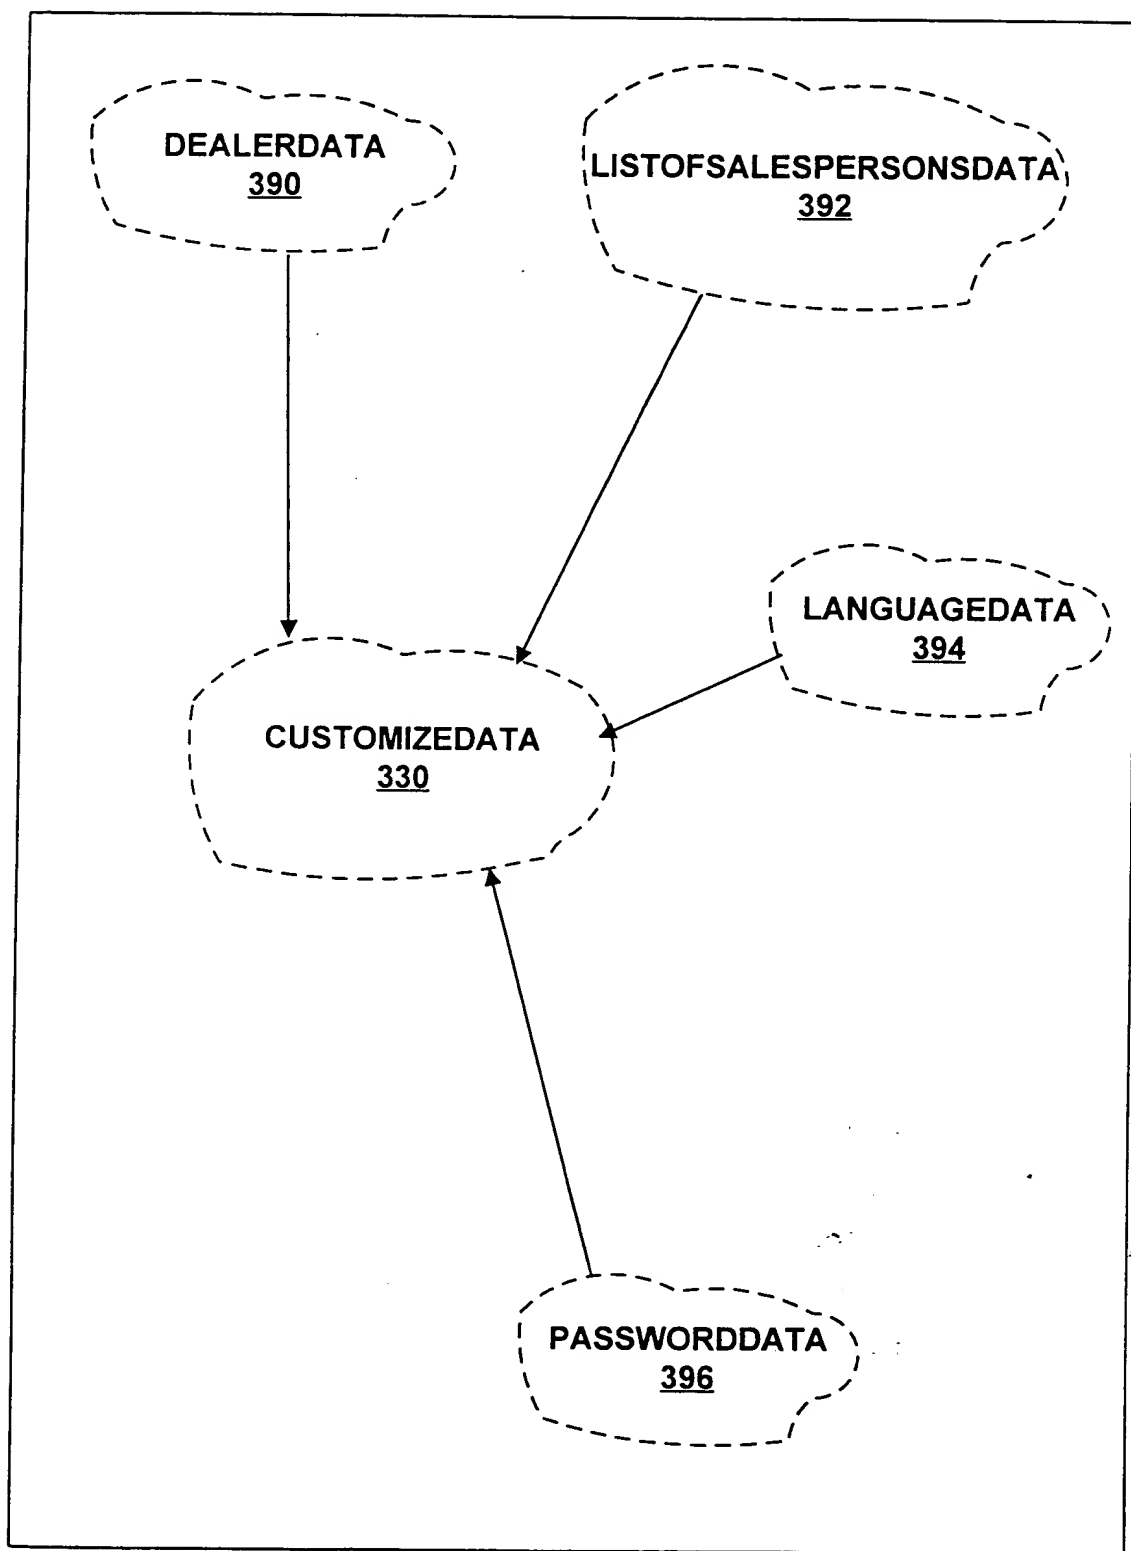 DEALERDATA
390
LISTOFSALESPERSONSDATA
392
LANGUAGEDATA
394
CUSTOMIZEDATA
330
PASSWORDDATA
396